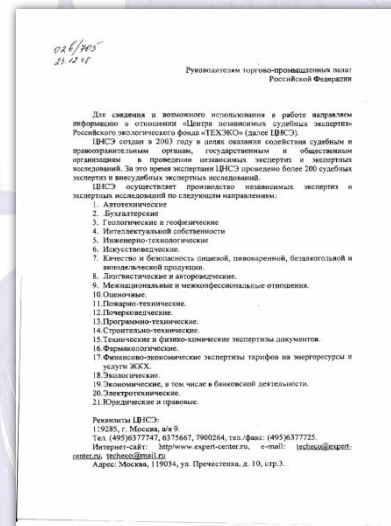 026/705
23.12.08
Руководителям торгово-промышленных палат
Российской Федерации
Для сведения и возможного использования в работе направляем
информацию в отношении «Центра независимых судебных экспертиз»
Российского экологического фонда «ТЕХЭКО» (далее ЦНСЭ).
ЦНСЭ создан в 2003 году в целях оказания содействия судебным и
правоохранительным органам, государственным и общественным
организациям в проведении независимых экспертиз и экспертных
исследований. За это время экспертами ЦНСЭ проведено более 200 судебных
экспертиз и внесудебных экспертных исследований.
ЦНСЭ осуществляет производство независимых экспертиз и
экспертных исследований по следующим направлениям:
1. Автотехнические
2. .Бухгалтерские
3. Геологические и геофизические
4. Интеллектуальной собственности
5. Инженерно-технологические
6. Искусствоведческие.
7. Качество и безопасность пищевой, пивоваренной, безалкогольной и
винодельческой продукции.
8. Лингвистические и автороведческие.
9. Межнациональные и межконфессиональные отношения.
10.Оценочные.
11.Пожарно-технические.
12.Почерковедческие.
13.Программно-технические.
14.Строительно-технические.
15.Технические и физико-химические экспертизы документов.
16.Фармакологические.
17.Финансово-экономические экспертизы тарифов на энергоресурсы и
услуги ЖКХ.
18.Экологические.
19.Экономические, в том числе в банковской деятельности.
20.Электротехнические.
21.Юридические и правовые.
Реквизиты ЦНСЭ:
119285, г. Москва, а/я 9.
Тел. (495)6377747, 6375667, 7900264, тел./факс: (495)6377725.
Интернет-сайт: http/www.expert-center.ru, e-mail: techeco@expert-
center.ru, techeco@mail.ru
Адрес: Москва, 119034, ул. Пречистенка, д. 10, стр.3.